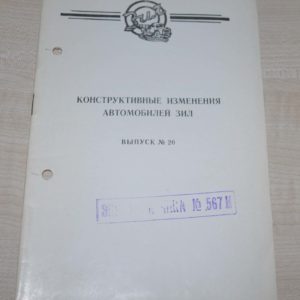 КОНСТРУКТИВНЫЕ ИЗМЕНЕНИЯ
АВТОМОБИЛЕЙ ЗИЛ
ВЫПУСК № 20
№ 567